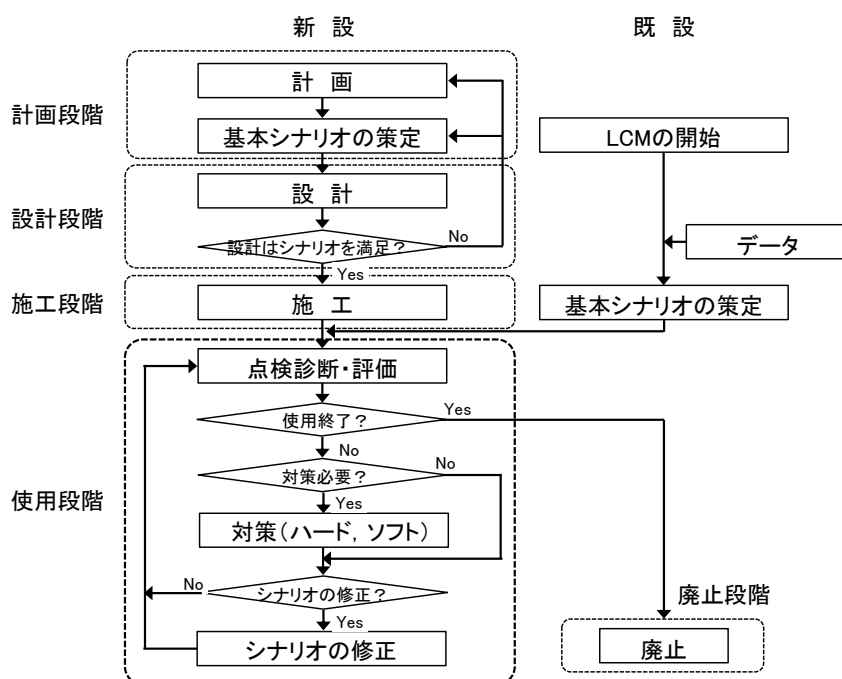 新 設
既 設
計画段階
計 画
基本シナリオの策定
LCMの開始
設計段階
設 計
設計はシナリオを満足？
No
Yes
データ
施工段階
施 工
基本シナリオの策定
使用段階
点検診断・評価
使用終了？
Yes
No
対策必要？
No
Yes
対策（ハード，ソフト）
シナリオの修正？
No
Yes
シナリオの修正
廃止段階
廃止